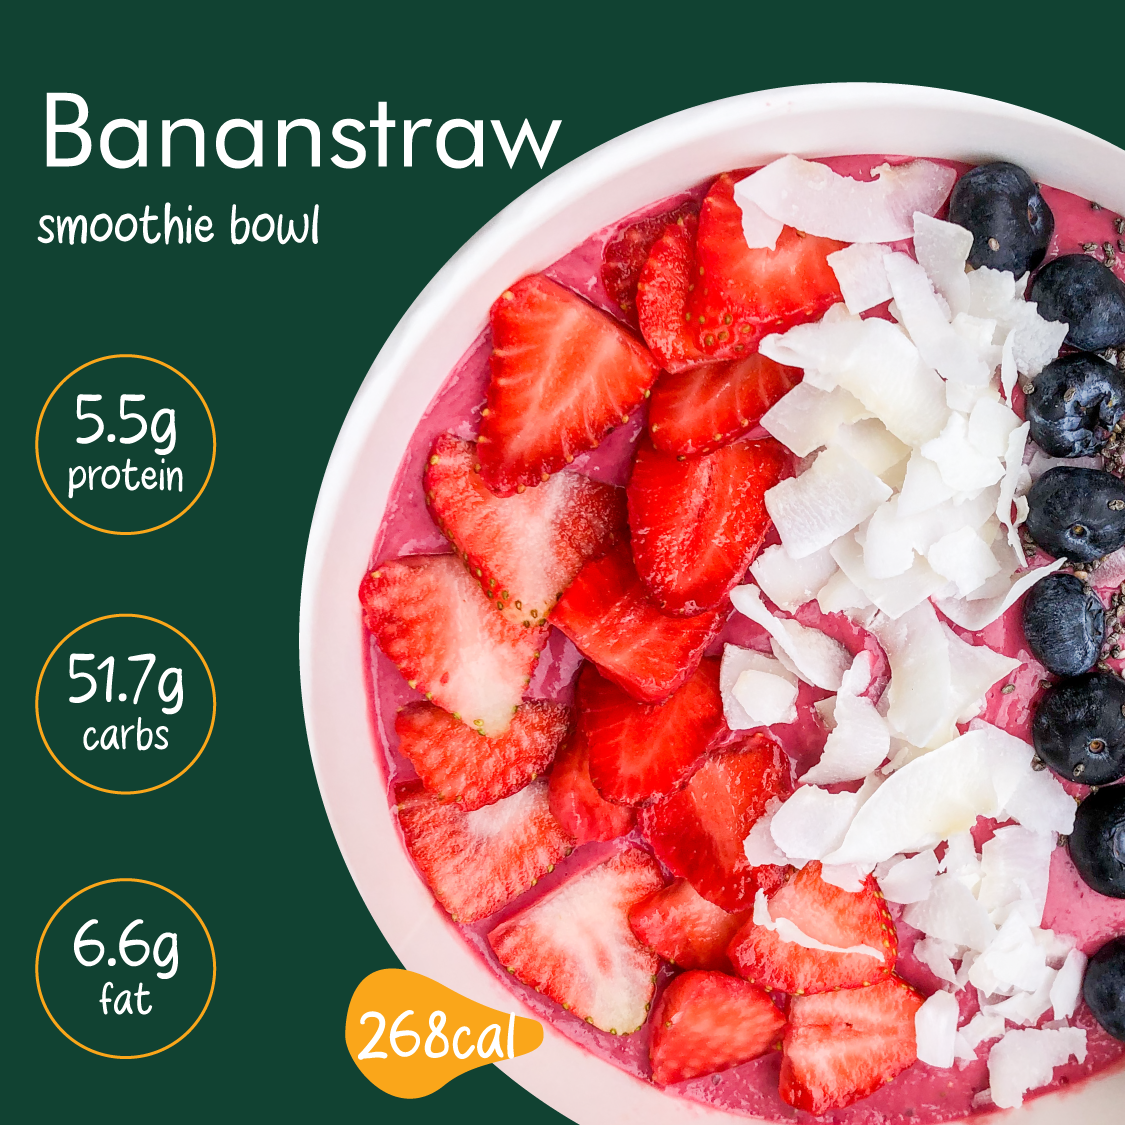 Bananstraw
smoothie bowl
5.5g
protein
51.7g
carbs
6.6g
fat
268cal